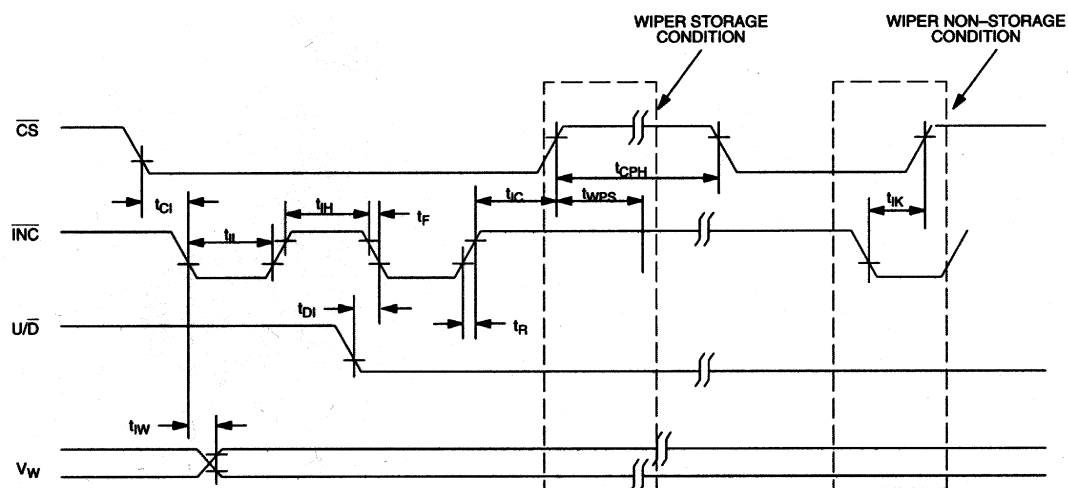 WIPER STORAGE
CONDITION
WIPER NON–STORAGE
CONDITION
CS
tCPH
tCI
tIH
tF
tIC
tWPS
tIK
INC
tIL
tDI
tR
U/D
tIW
VW